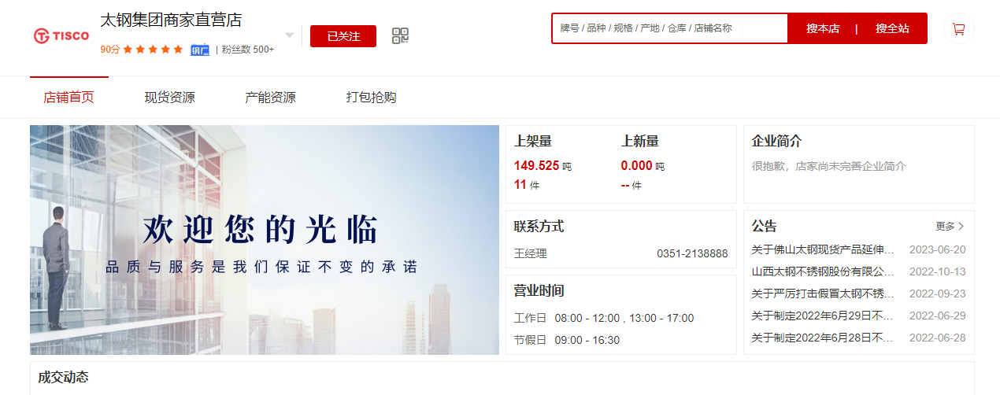 太钢集团商家直营店
TISCO
90分
钢厂
| 粉丝数 500+
已关注
牌号 / 品种 / 规格 / 产地 / 仓库 / 店铺名称
搜本店 | 搜全站
店铺首页 现货资源 产能资源 打包抢购
欢迎您的光临
品质与服务是我们保证不变的承诺
上架量 上新量
149.525 吨 0.000 吨
11 件 -- 件
企业简介
很抱歉，店家尚未完善企业简介
联系方式
王经理 0351-2138888
营业时间
工作日 08:00 - 12:00 , 13:00 - 17:00
节假日 09:00 - 16:30
公告 更多
关于佛山太钢现货产品延伸... 2023-06-20
山西太钢不锈钢股份有限公... 2022-10-13
关于严厉打击假冒太钢不锈... 2022-09-23
关于制定2022年6月29日不... 2022-06-29
关于制定2022年6月28日不... 2022-06-28
成交动态